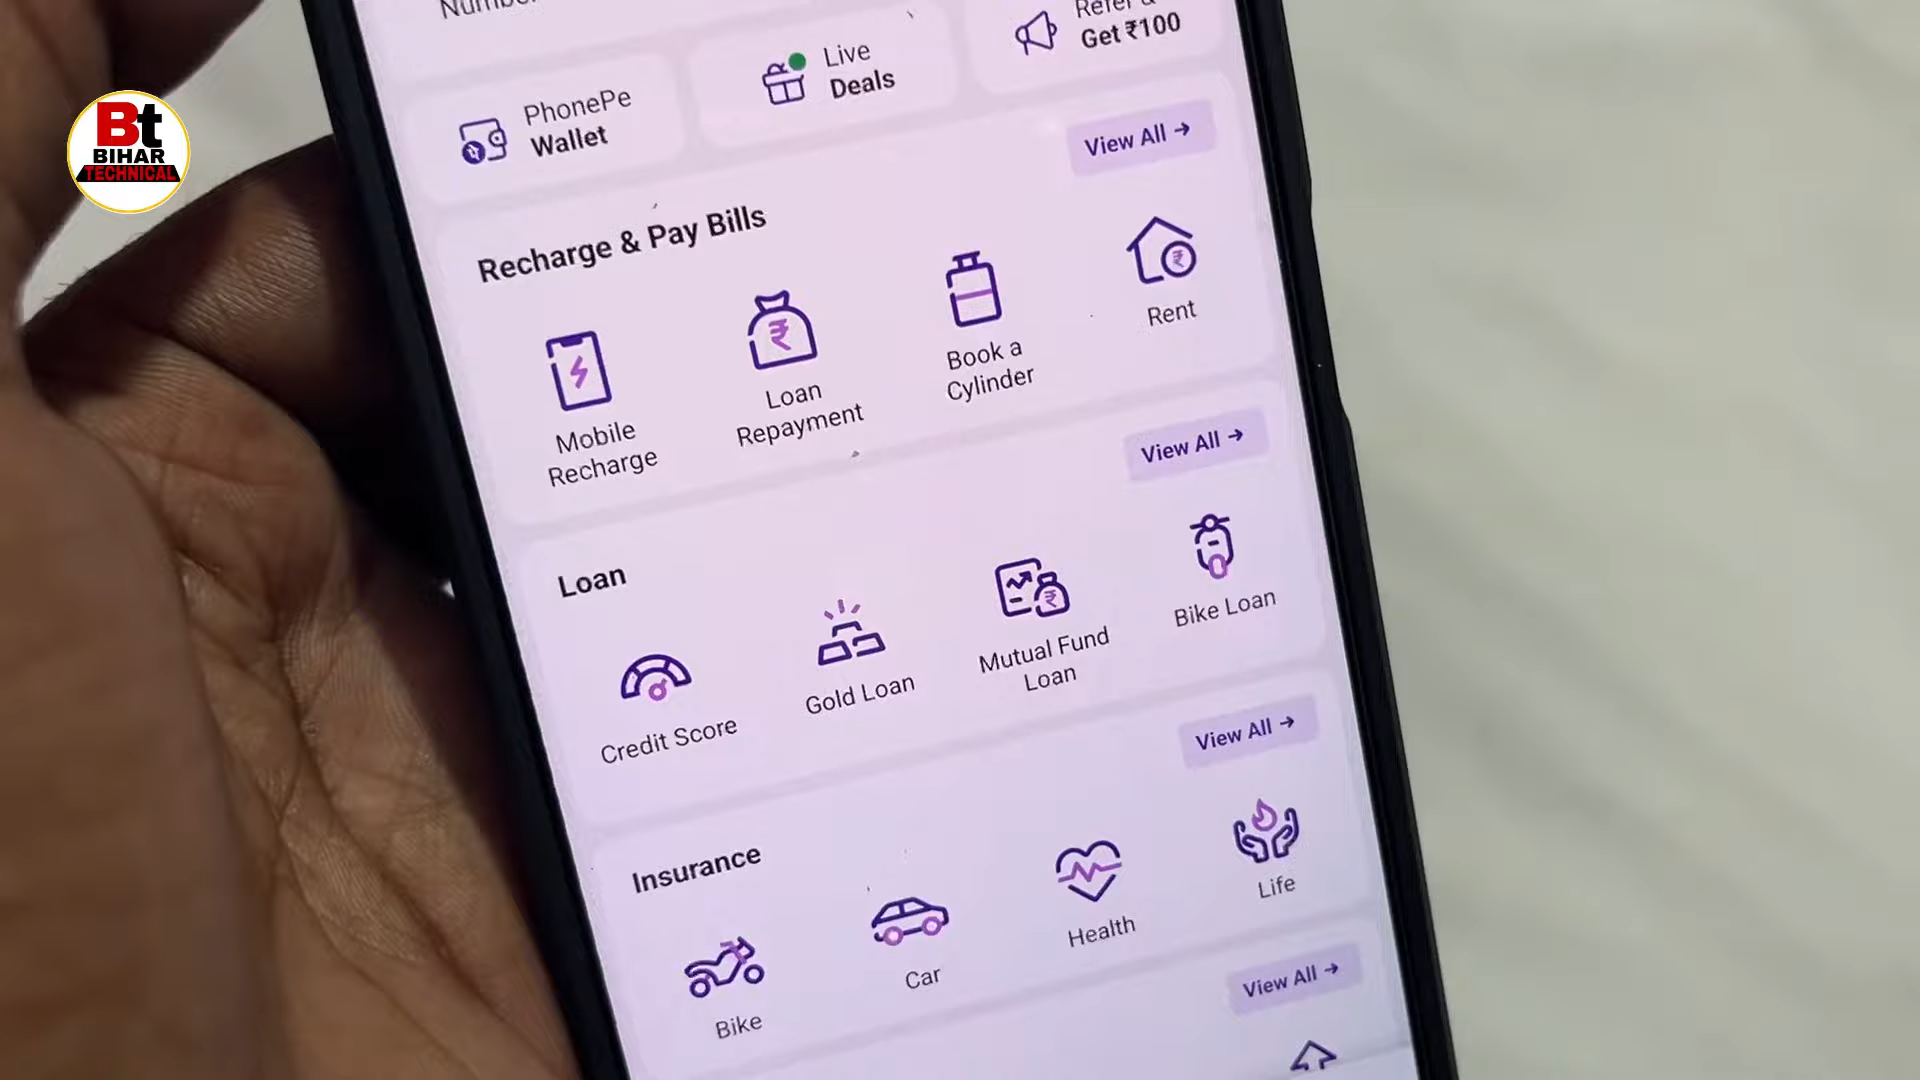 Bt
BIHAR
TECHNICAL
PhonePe
Wallet
Live
Deals
Refer &
Get ₹100
Recharge & Pay Bills
View All →
Mobile
Recharge
Loan
Repayment
Book a
Cylinder
Rent
Loan
View All →
Credit Score
Gold Loan
Mutual Fund
Loan
Bike Loan
Insurance
View All →
Bike
Car
Health
Life
View All →